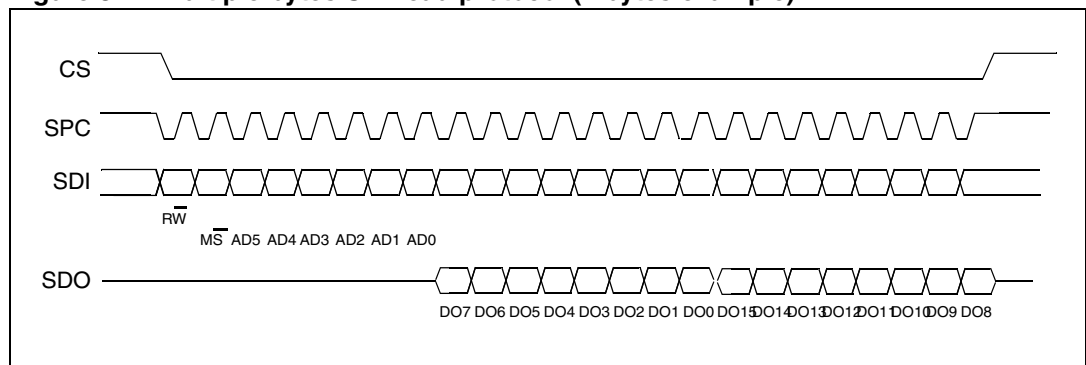 CS
SPC
SDI
RW
MS AD5 AD4 AD3 AD2 AD1 AD0
SDO
DO7 DO6 DO5 DO4 DO3 DO2 DO1 DO0 DO15 DO14 DO13 DO12 DO11 DO10 DO9 DO8